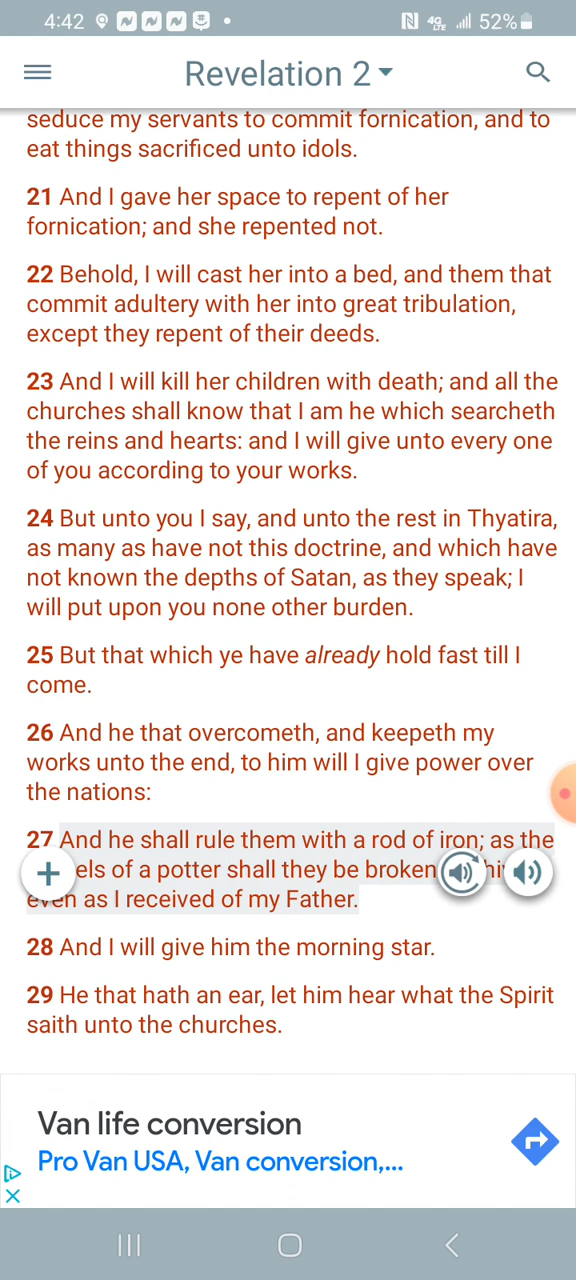 4:42
4G
LTE
52%
Revelation 2
seduce my servants to commit fornication, and to
eat things sacrificed unto idols.
21 And I gave her space to repent of her
fornication; and she repented not.
22 Behold, I will cast her into a bed, and them that
commit adultery with her into great tribulation,
except they repent of their deeds.
23 And I will kill her children with death; and all the
churches shall know that I am he which searcheth
the reins and hearts: and I will give unto every one
of you according to your works.
24 But unto you I say, and unto the rest in Thyatira,
as many as have not this doctrine, and which have
not known the depths of Satan, as they speak; I
will put upon you none other burden.
25 But that which ye have already hold fast till I
come.
26 And he that overcometh, and keepeth my
works unto the end, to him will I give power over
the nations:
27 And he shall rule them with a rod of iron; as the
els of a potter shall they be broken
even as I received of my Father.
28 And I will give him the morning star.
29 He that hath an ear, let him hear what the Spirit
saith unto the churches.
Van life conversion
Pro Van USA, Van conversion,...